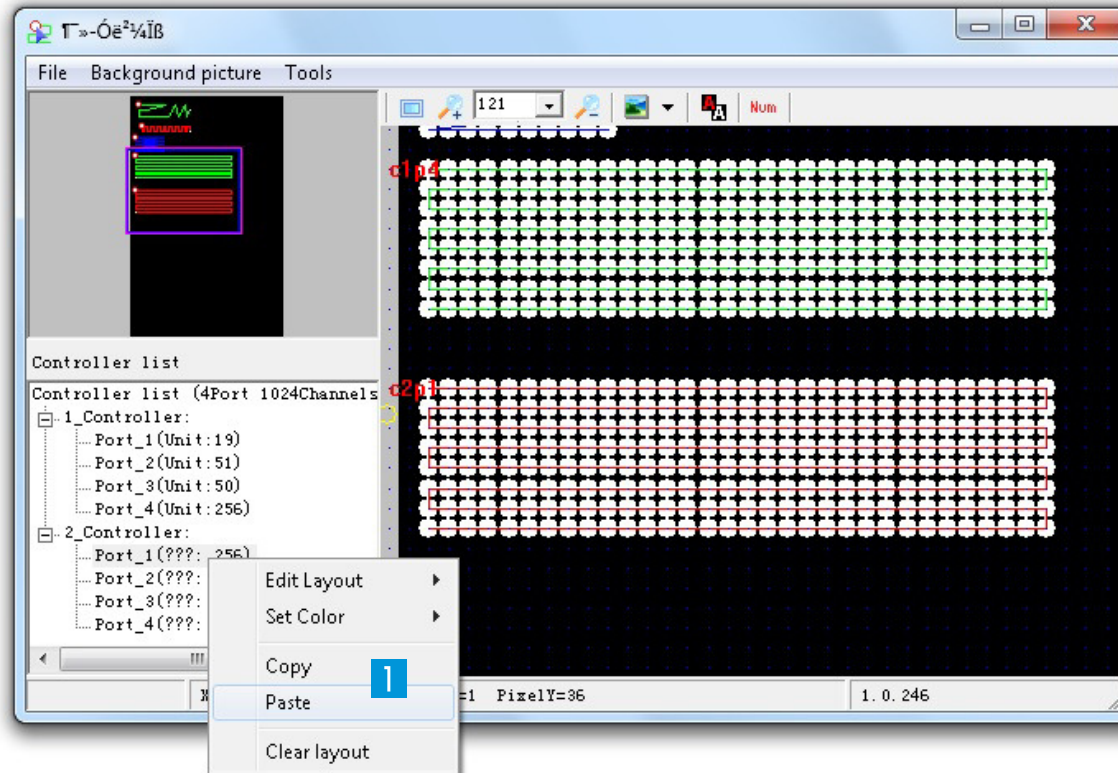 ¶¯»­Óë²¼Ïß
File Background picture Tools
121
Num
c1p4
c2p1
Controller list
Controller list (4Port 1024Channels
1_Controller:
Port_1(Unit:19)
Port_2(Unit:51)
Port_3(Unit:50)
Port_4(Unit:256)
2_Controller:
Port_1(???: 256)
Port_2(???:
Port_3(???:
Port_4(???:
Edit Layout
Set Color
Copy
1
Paste
Clear layout
=1 PixelY=36
1.0.246